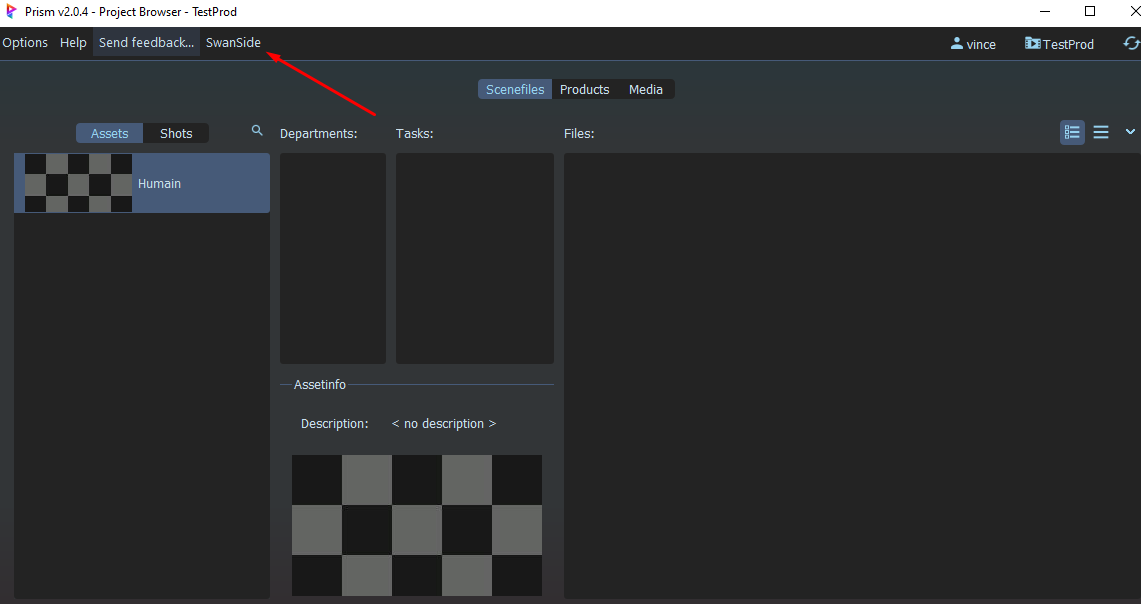 Prism v2.0.4 - Project Browser - TestProd
Options Help Send feedback... SwanSide vince TestProd
Scenefiles Products Media
Assets Shots Departments: Tasks: Files:
Humain
Assetinfo
Description: < no description >